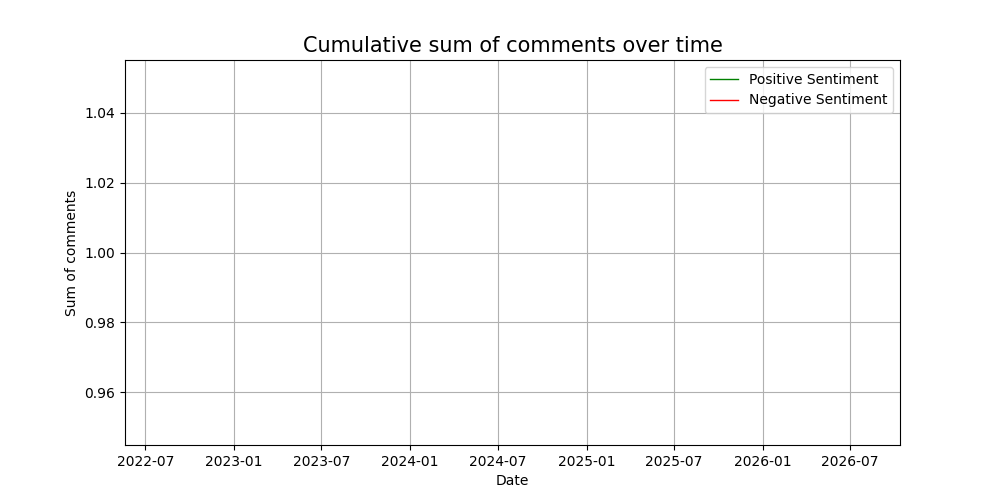 Cumulative sum of comments over time
Positive Sentiment
Negative Sentiment
1.04
1.02
1.00
0.98
0.96
Sum of comments
2022-07 2023-01 2023-07 2024-01 2024-07 2025-01 2025-07 2026-01 2026-07
Date